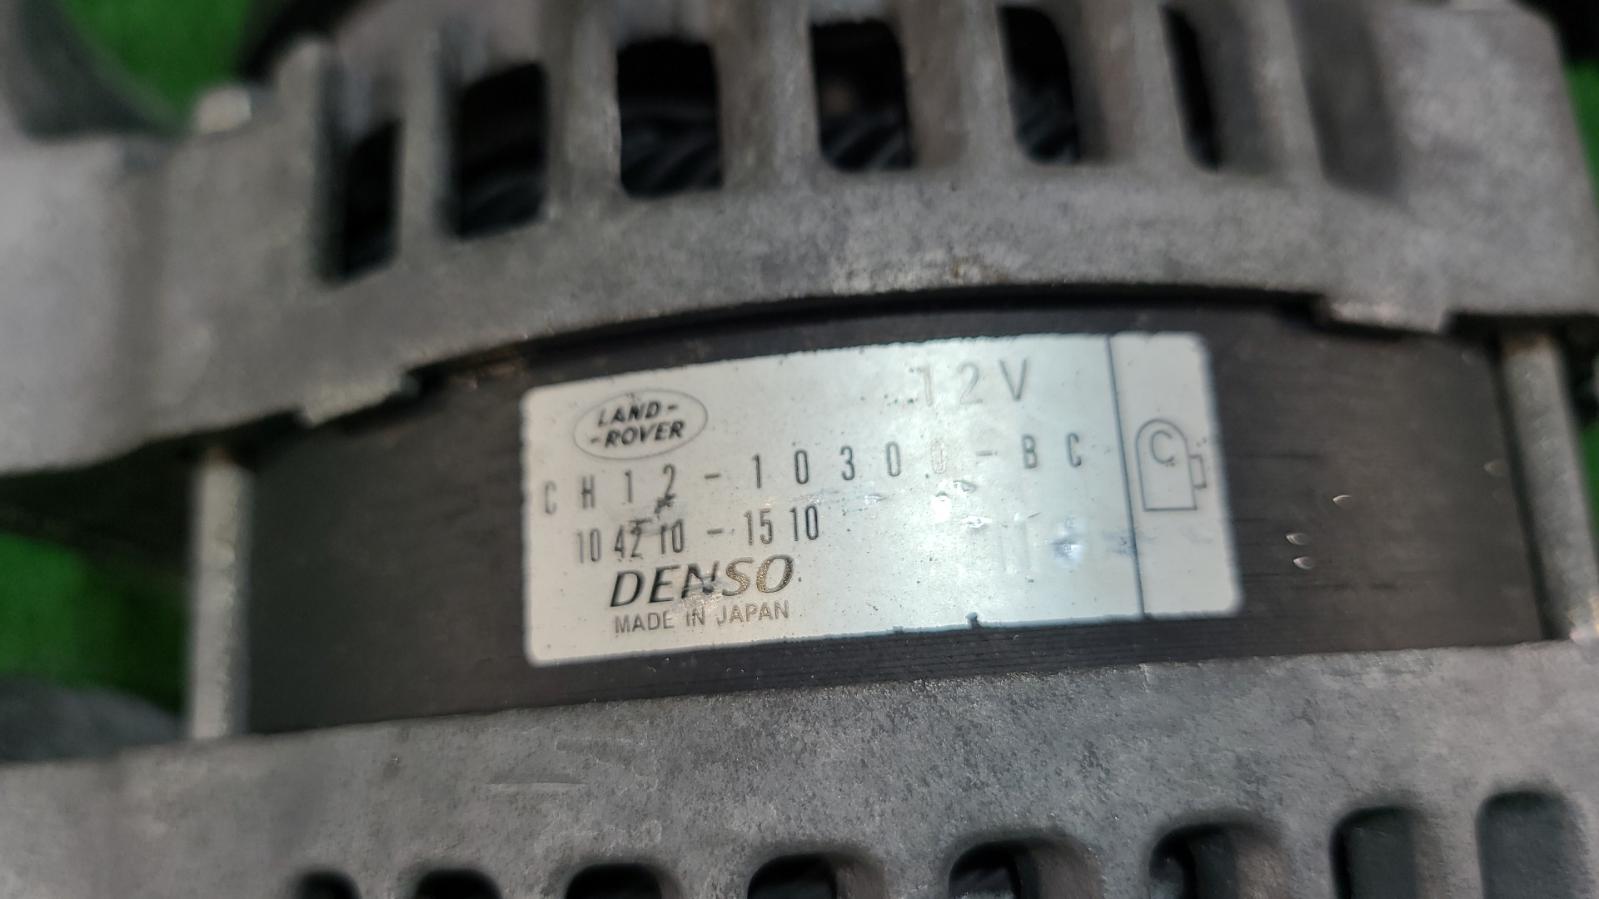 LAND-
-ROVER
12V
CH12-10300-BC
C
104210-1510
DENSO
MADE IN JAPAN